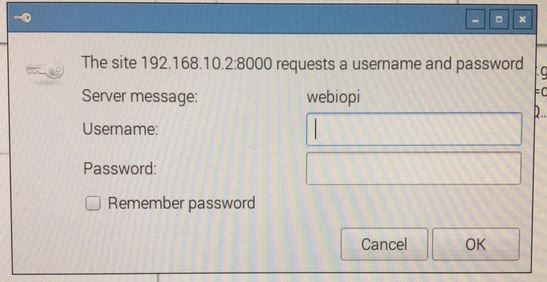 The site 192.168.10.2:8000 requests a username and password
Server message: webiopi
Username:
Password:
Remember password
Cancel OK